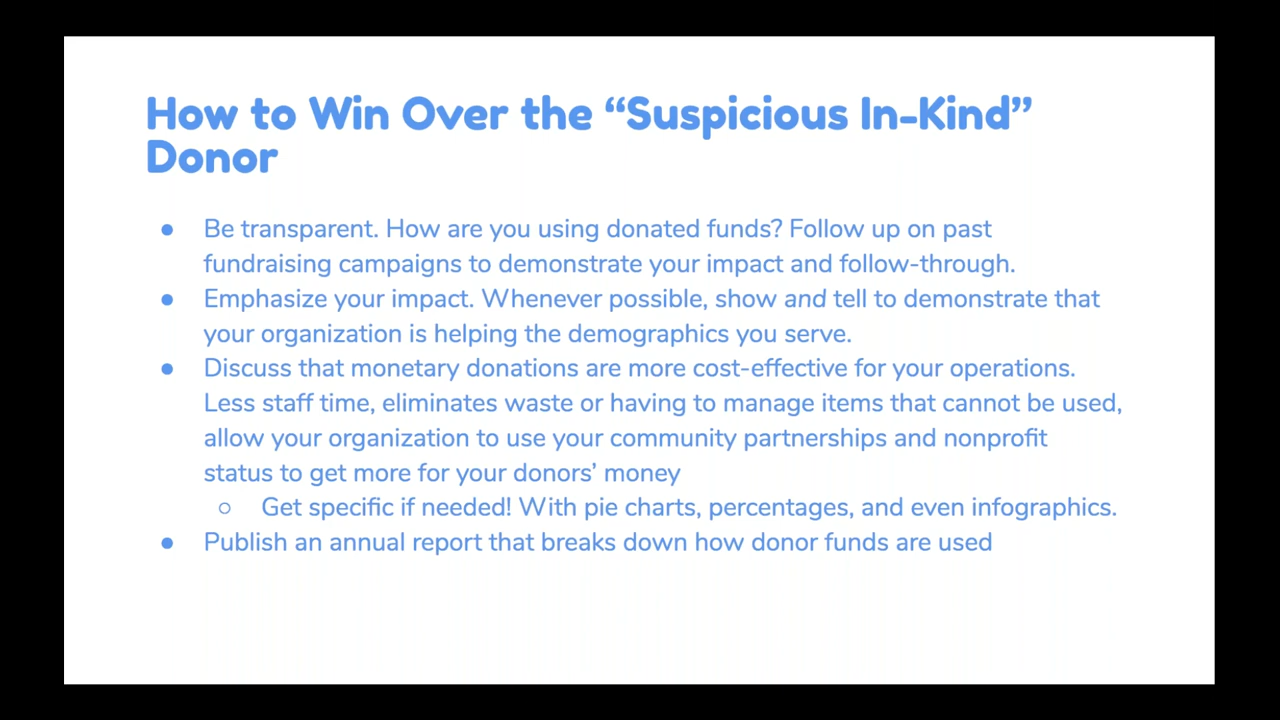 How to Win Over the “Suspicious In-Kind”
Donor
● Be transparent. How are you using donated funds? Follow up on past
fundraising campaigns to demonstrate your impact and follow-through.
● Emphasize your impact. Whenever possible, show and tell to demonstrate that
your organization is helping the demographics you serve.
● Discuss that monetary donations are more cost-effective for your operations.
Less staff time, eliminates waste or having to manage items that cannot be used,
allow your organization to use your community partnerships and nonprofit
status to get more for your donors’ money
○ Get specific if needed! With pie charts, percentages, and even infographics.
● Publish an annual report that breaks down how donor funds are used